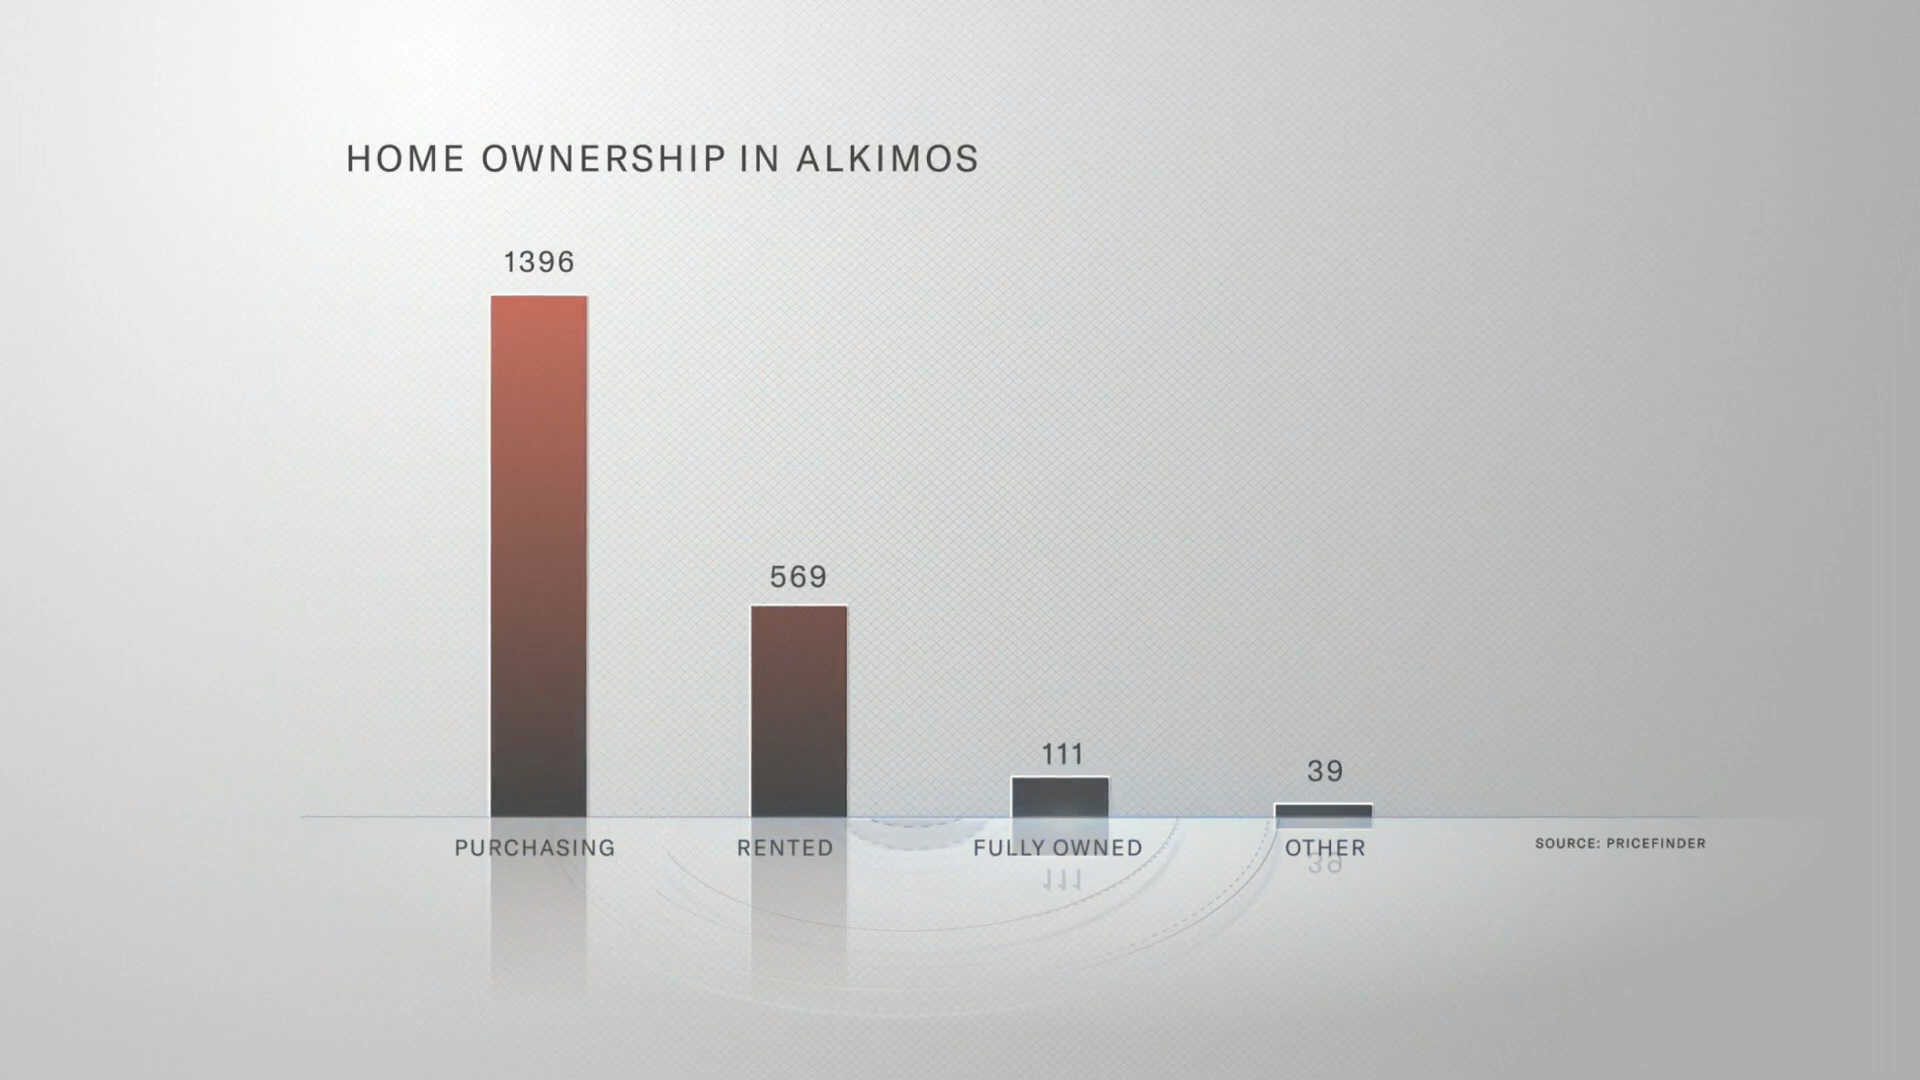 HOME OWNERSHIP IN ALKIMOS
1396
569
111
39
PURCHASING
RENTED
FULLY OWNED
OTHER
SOURCE: PRICEFINDER